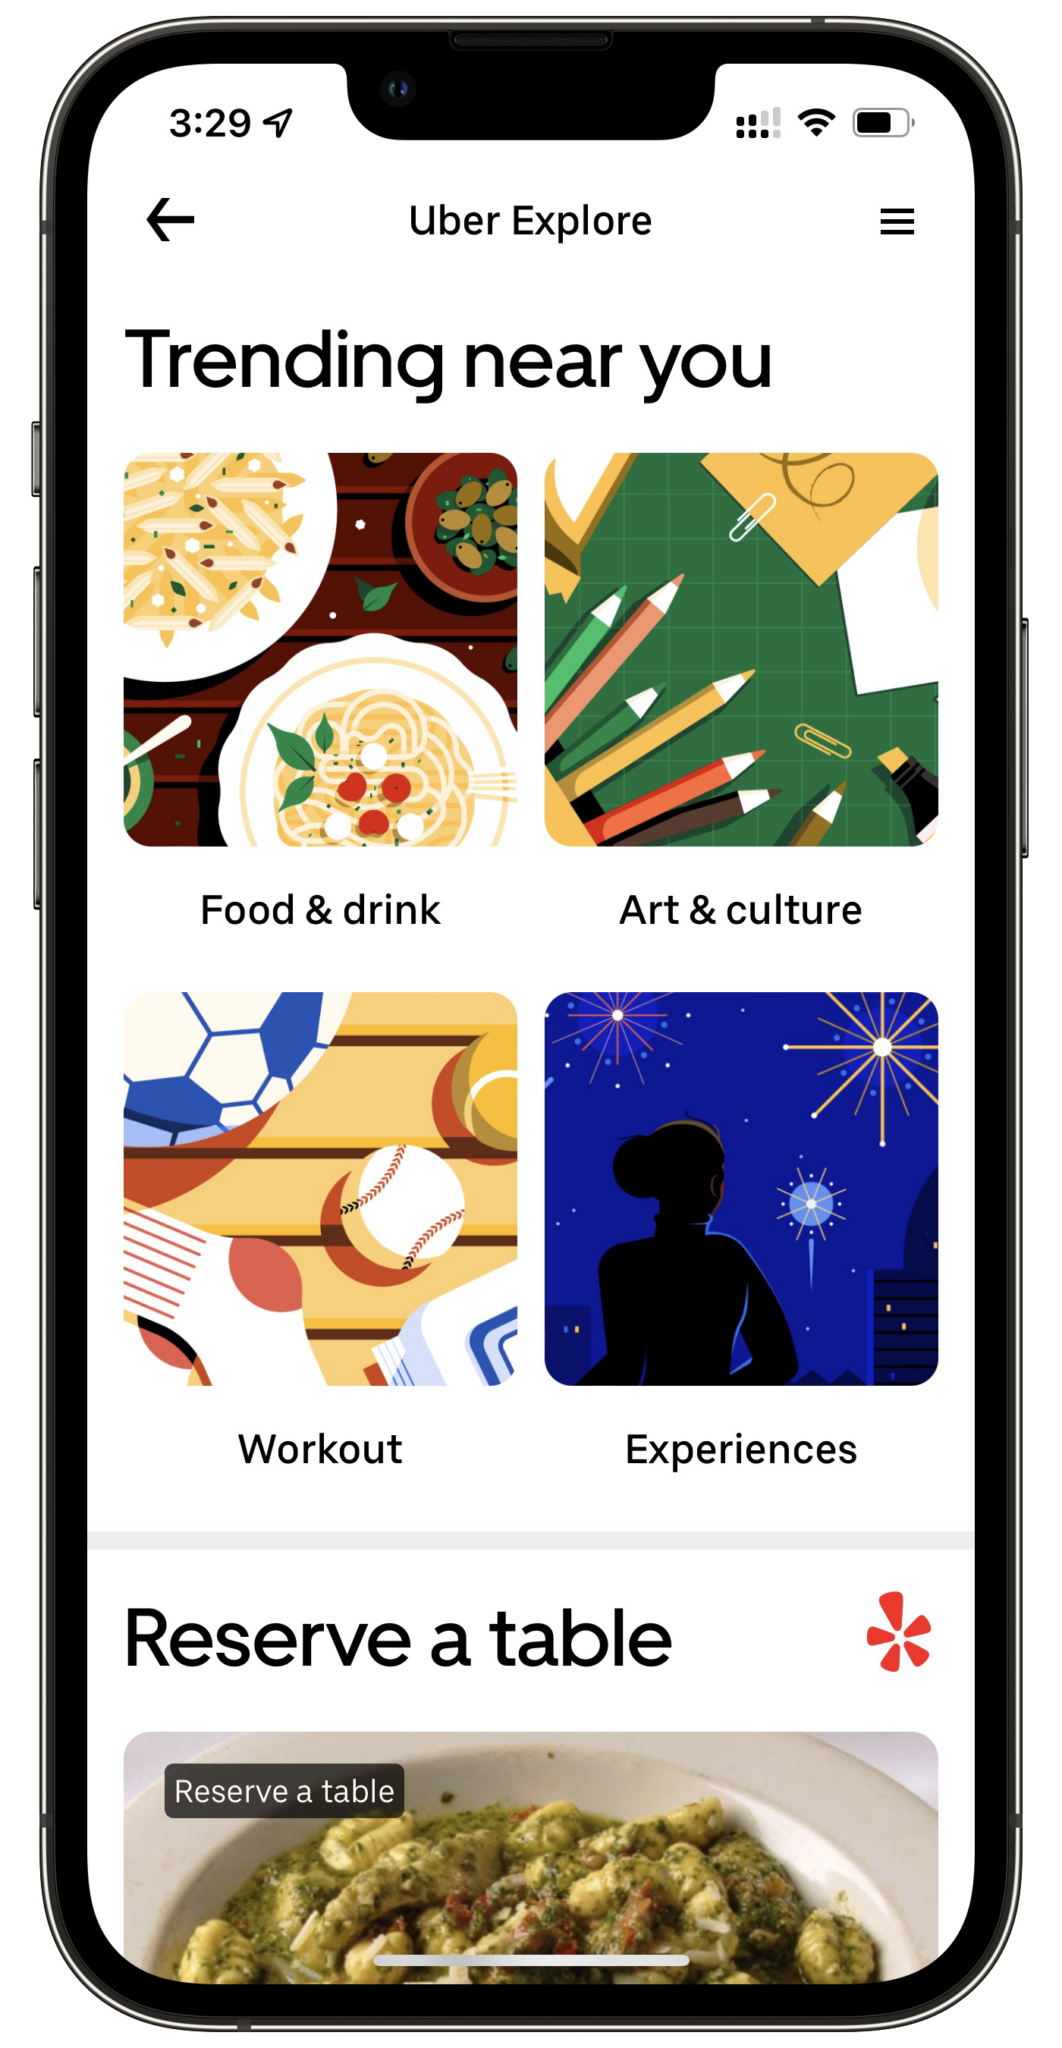 3:29
Uber Explore
Trending near you
Food & drink
Art & culture
Workout
Experiences
Reserve a table
Reserve a table